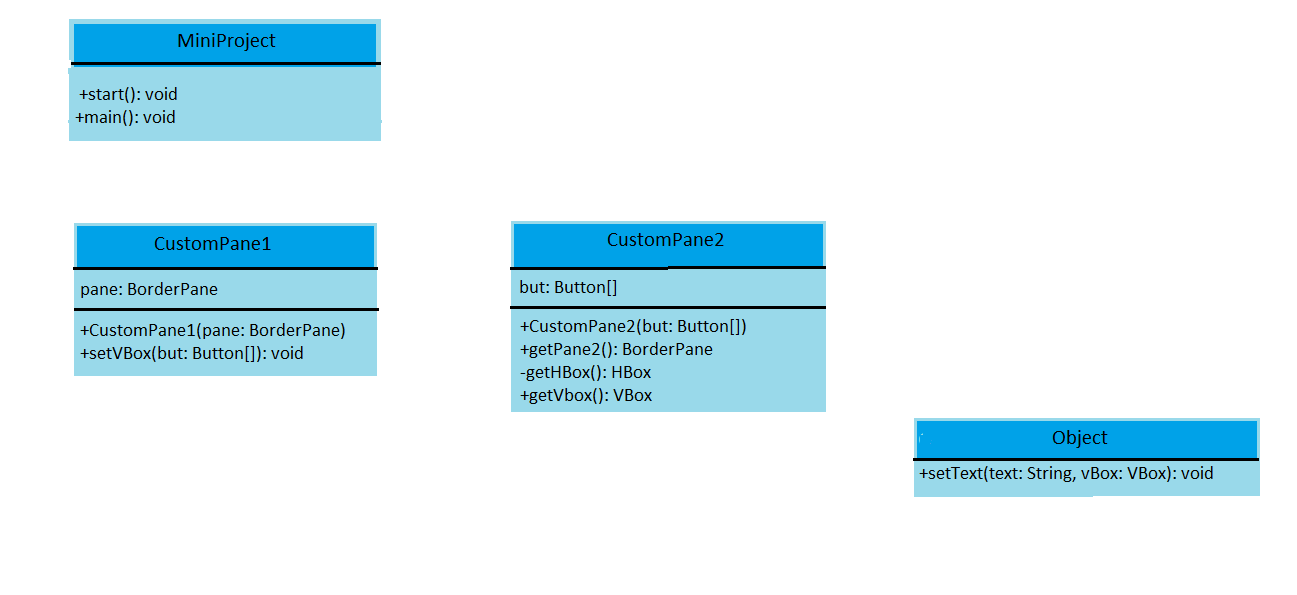 MiniProject
+start(): void
+main(): void
CustomPane1
pane: BorderPane
+CustomPane1(pane: BorderPane)
+setVBox(but: Button[]): void
CustomPane2
but: Button[]
+CustomPane2(but: Button[])
+getPane2(): BorderPane
-getHBox(): HBox
+getVbox(): VBox
Object
+setText(text: String, vBox: VBox): void